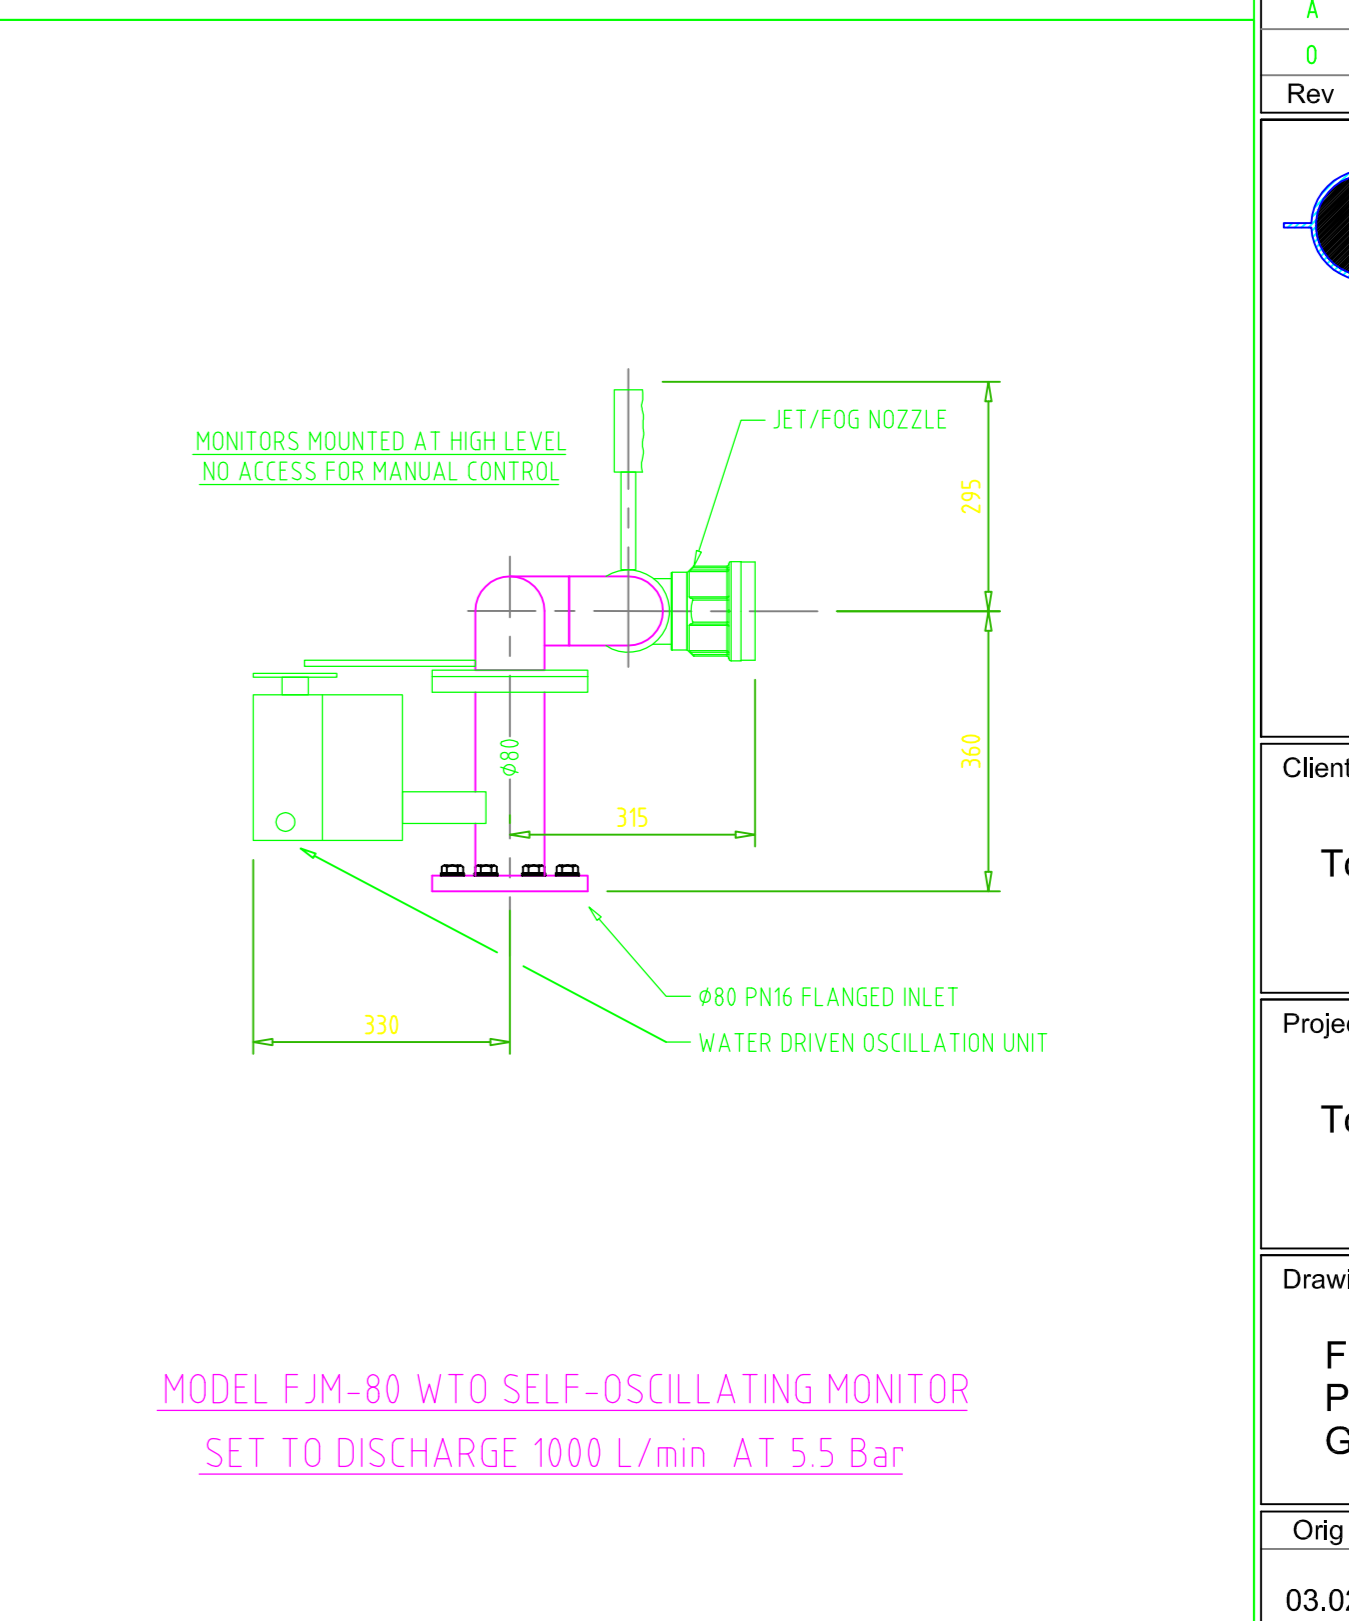 A
0
Rev
MONITORS MOUNTED AT HIGH LEVEL
NO ACCESS FOR MANUAL CONTROL
JET/FOG NOZZLE
295
360
ø80
315
330
ø80 PN16 FLANGED INLET
WATER DRIVEN OSCILLATION UNIT
MODEL FJM-80 WTO SELF-OSCILLATING MONITOR
SET TO DISCHARGE 1000 L/min AT 5.5 Bar
Client
Orig